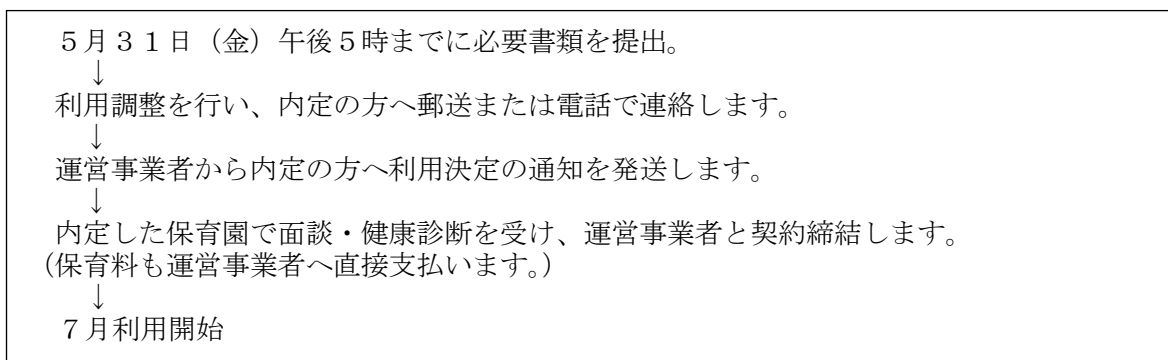 ５月３１日（金）午後５時までに必要書類を提出。
↓
利用調整を行い、内定の方へ郵送または電話で連絡します。
↓
運営事業者から内定の方へ利用決定の通知を発送します。
↓
内定した保育園で面談・健康診断を受け、運営事業者と契約締結します。
（保育料も運営事業者へ直接支払います。）
↓
７月利用開始